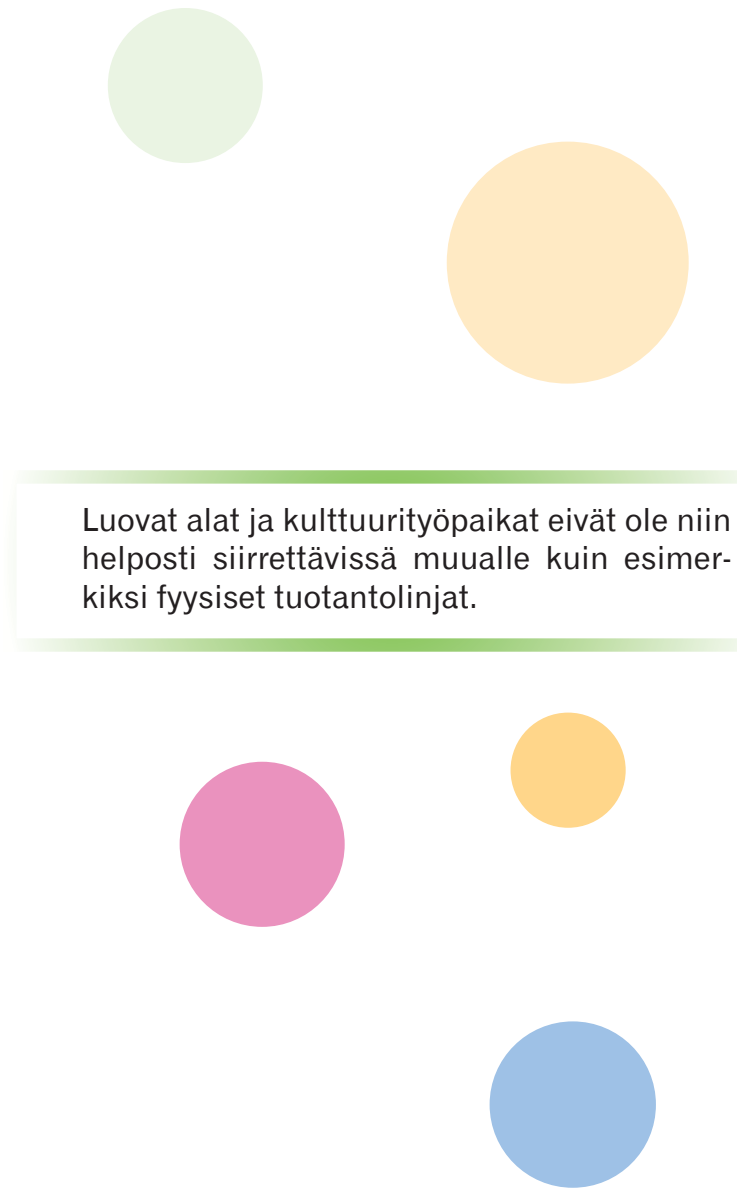 Luovat alat ja kulttuurityöpaikat eivät ole niin
helposti siirrettävissä muualle kuin esimer-
kiksi fyysiset tuotantolinjat.